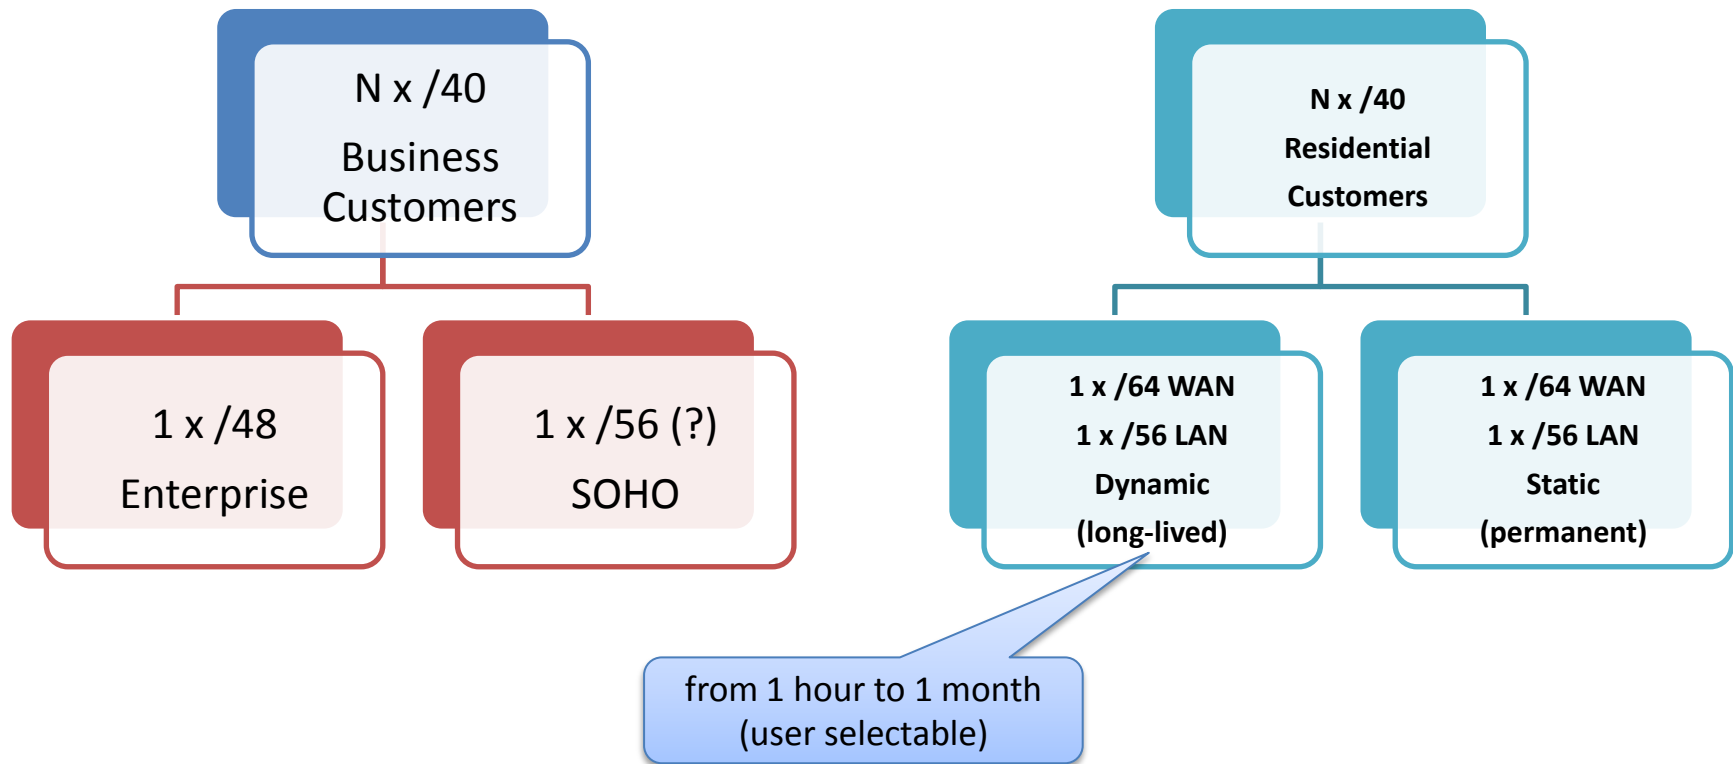 N x /40
Business
Customers
1 x /48
Enterprise
1 x /56 (?)
SOHO
N x /40
Residential
Customers
1 x /64 WAN
1 x /56 LAN
Dynamic
(long-lived)
1 x /64 WAN
1 x /56 LAN
Static
(permanent)
from 1 hour to 1 month
(user selectable)